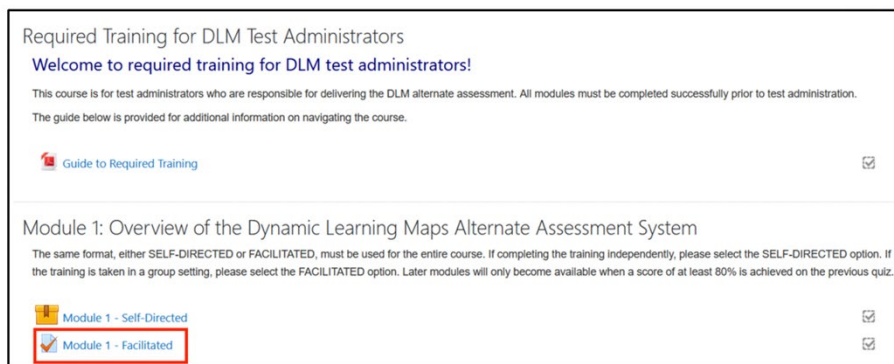 Required Training for DLM Test Administrators
Welcome to required training for DLM test administrators!
This course is for test administrators who are responsible for delivering the DLM alternate assessment. All modules must be completed successfully prior to test administration.
The guide below is provided for additional information on navigating the course.
Guide to Required Training
Module 1: Overview of the Dynamic Learning Maps Alternate Assessment System
The same format, either SELF-DIRECTED or FACILITATED, must be used for the entire course. If completing the training independently, please select the SELF-DIRECTED option. If
the training is taken in a group setting, please select the FACILITATED option. Later modules will only become available when a score of at least 80% is achieved on the previous quiz.
Module 1 - Self-Directed
Module 1 - Facilitated